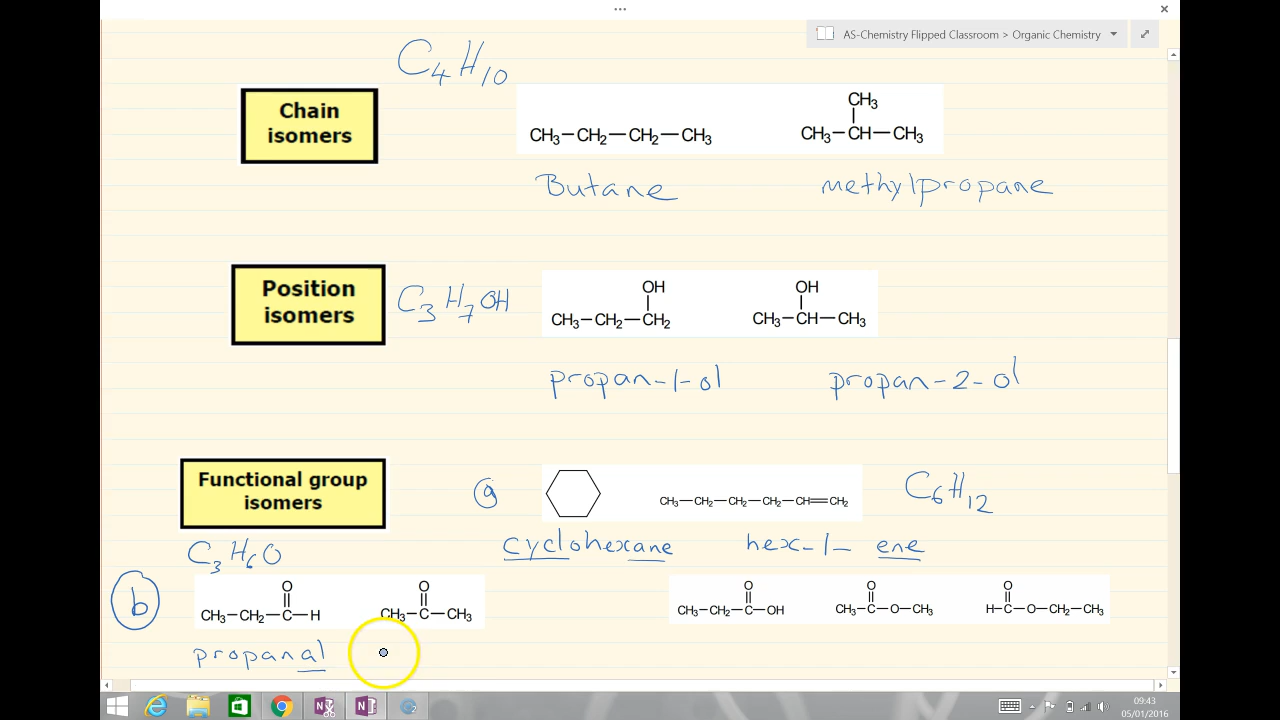 AS-Chemistry Flipped Classroom > Organic Chemistry
C4H10
Chain isomers
CH3—CH2—CH2—CH3
CH3
CH3—CH—CH3
Butane
methylpropane
Position isomers
C3H7OH
OH
CH3—CH2—CH2
OH
CH3—CH—CH3
propan-1-ol
propan-2-ol
Functional group isomers
a
CH3—CH2—CH2—CH2—CH=CH2
C6H12
cyclohexane
hex-1-ene
C3H6O
b
O
CH3—CH2—C—H
O
CH3—C—CH3
O
CH3—CH2—C—OH
O
CH3—C—O—CH3
O
H—C—O—CH2—CH3
propanal
09:43
05/01/2016